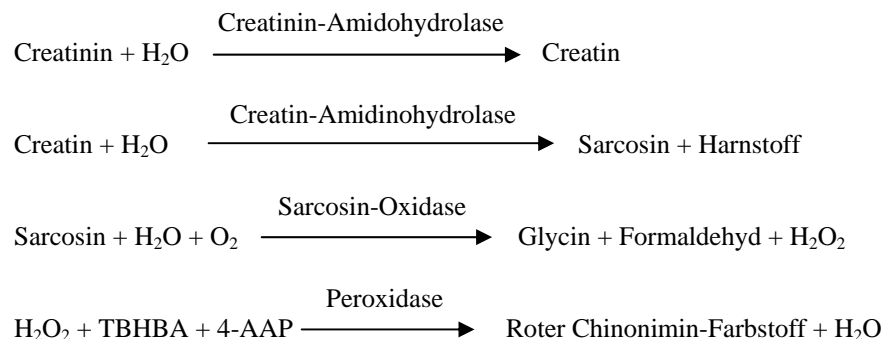 Creatinin-Amidohydrolase
Creatinin + H₂O Creatin
Creatin-Amidinohydrolase
Creatin + H₂O Sarcosin + Harnstoff
Sarcosin-Oxidase
Sarcosin + H₂O + O₂ Glycin + Formaldehyd + H₂O₂
Peroxidase
H₂O₂ + TBHBA + 4-AAP Roter Chinonimin-Farbstoff + H₂O